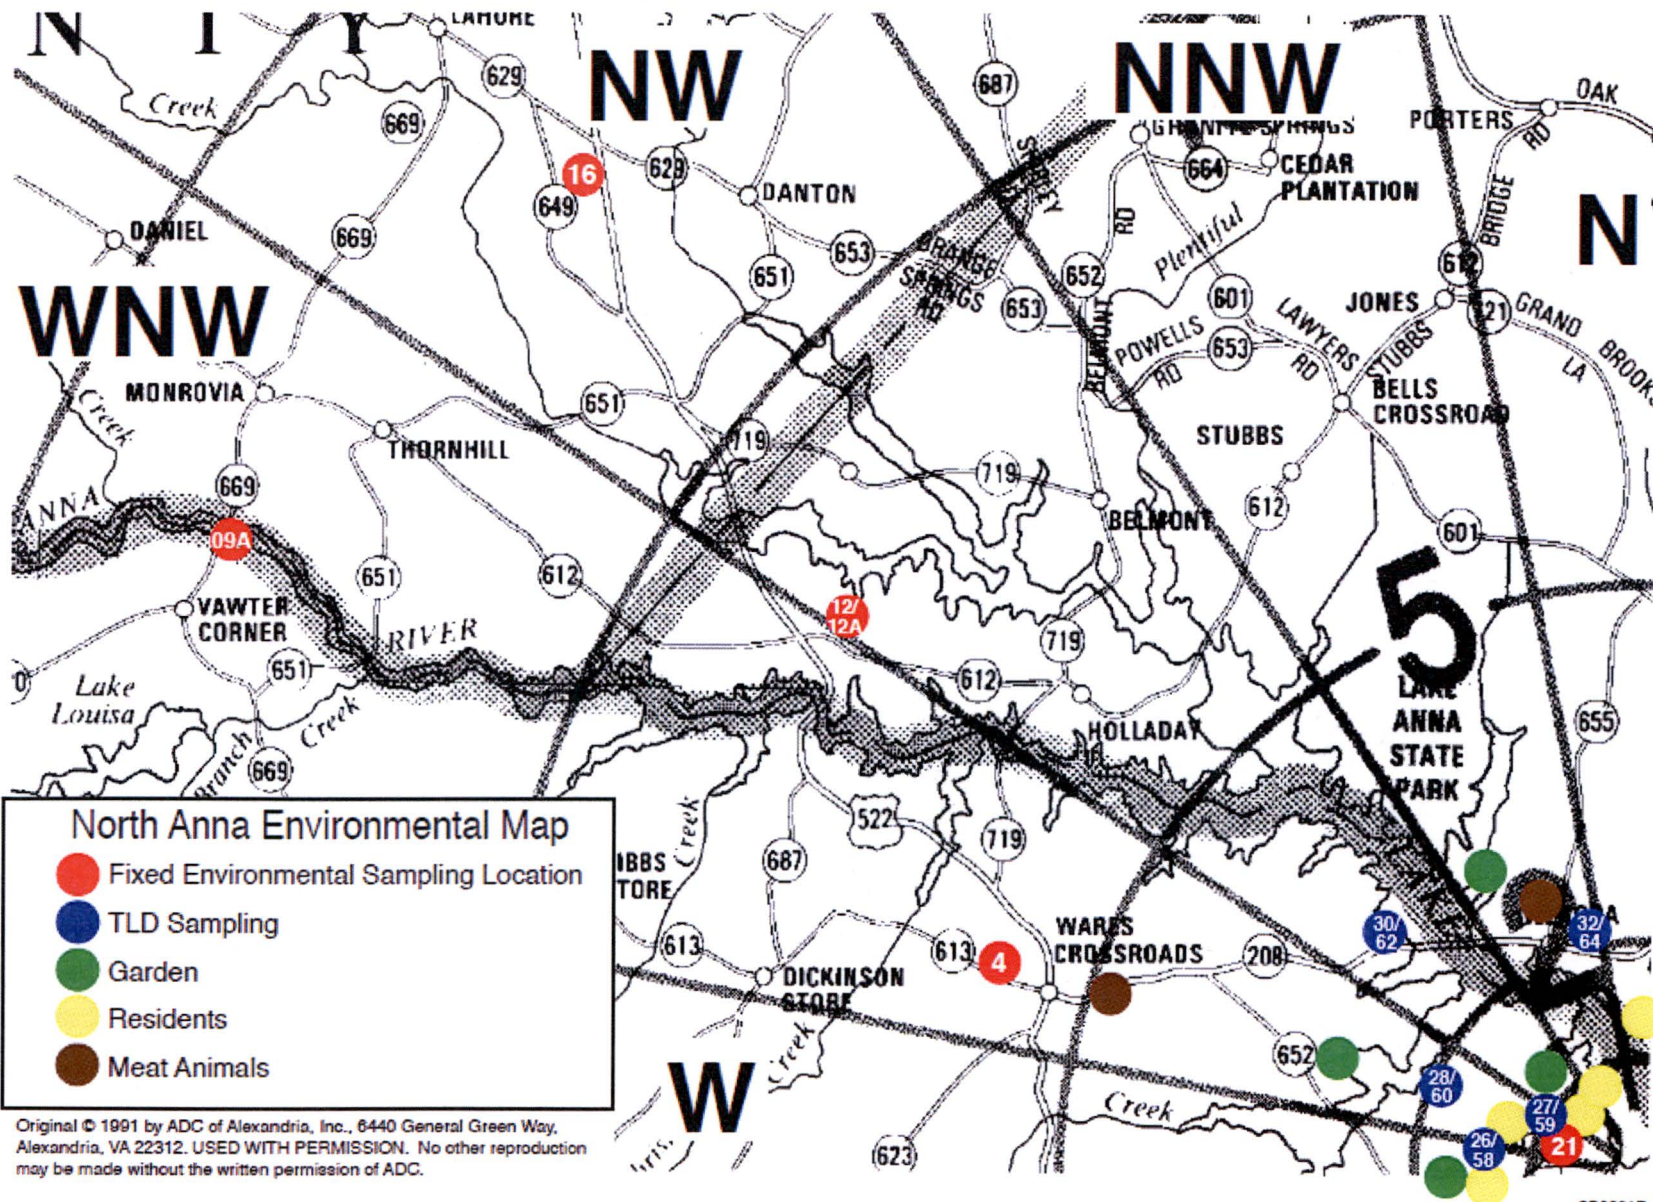 N T Y
LAHORE
NW
NNW
687
629
OAK
PORTERS
RD
Creek
669
GRANITE SPRINGS
664
CEDAR
PLANTATION
16
629
649
DANTON
BRIDGE
N
DANIEL
669
653
ORANGE
SPRINGS
RD
RD
Plentiful
651
652
612
WNW
653
601
JONES
621
GRAND
LA
BROOKS
LAWYERS
RD
STUBBS
BELMONT
POWELLS
RD
653
MONROVIA
Creek
651
BELLS
CROSSROAD
THORNHILL
719
STUBBS
669
719
612
ANNA
BELMONT
601
09A
651
612
5
VAWTER
CORNER
12/
12A
RIVER
719
651
612
Lake
Louisa
LAKE
ANNA
STATE
PARK
655
Creek
Branch
HOLLADAY
669
522
719
687
Creek
North Anna Environmental Map
Fixed Environmental Sampling Location
TLD Sampling
Garden
Residents
Meat Animals
IBBS
TORE
613
613
4
WARES
CROSSROADS
208
30/
62
32/
64
DICKINSON
STORE
Creek
652
W
Creek
28/
60
27/
59
26/
58
21
623
Original © 1991 by ADC of Alexandria, Inc., 6440 General Green Way,
Alexandria, VA 22312. USED WITH PERMISSION. No other reproduction
may be made without the written permission of ADC.